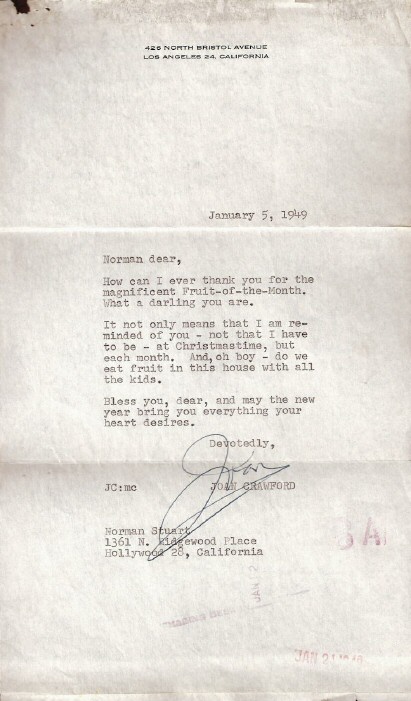 426 NORTH BRISTOL AVENUE
LOS ANGELES 24, CALIFORNIA
January 5, 1949
Norman dear,
How can I ever thank you for the
magnificent Fruit-of-the-Month.
What a darling you are.
It not only means that I am re-
minded of you - not that I have
to be - at Christmastime, but
each month. And, oh boy - do we
eat fruit in this house with all
the kids.
Bless you, dear, and may the new
year bring you everything your
heart desires.
Devotedly,
Joan
JC:mc JOAN CRAWFORD
Norman Stuart
1361 N. Ridgewood Place
Hollywood 28, California
JAN 2
JAN 21